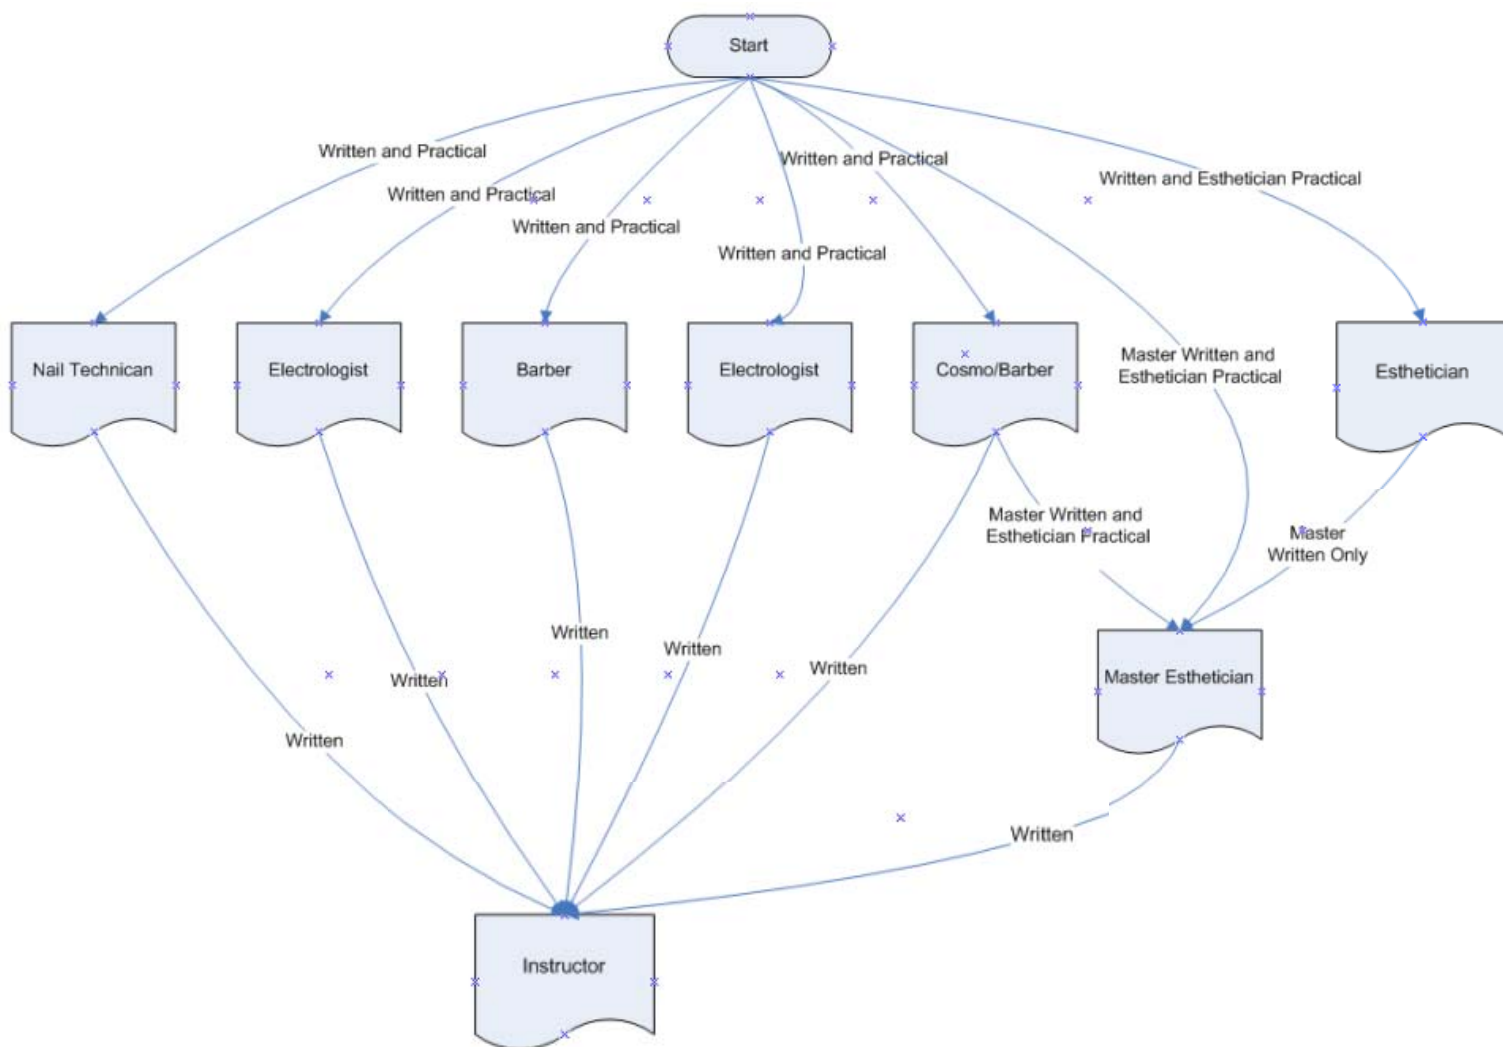 Start
Written and Practical
Written and Practical
Written and Practical
Written and Practical
Written and Practical
Written and Esthetician Practical
Nail Technican
Electrologist
Barber
Electrologist
Cosmo/Barber
Master Written and
Esthetician Practical
Esthetician
Master Written and
Esthetician Practical
Master
Written Only
Written
Written
Written
Written
Written
Master Esthetician
Written
Instructor